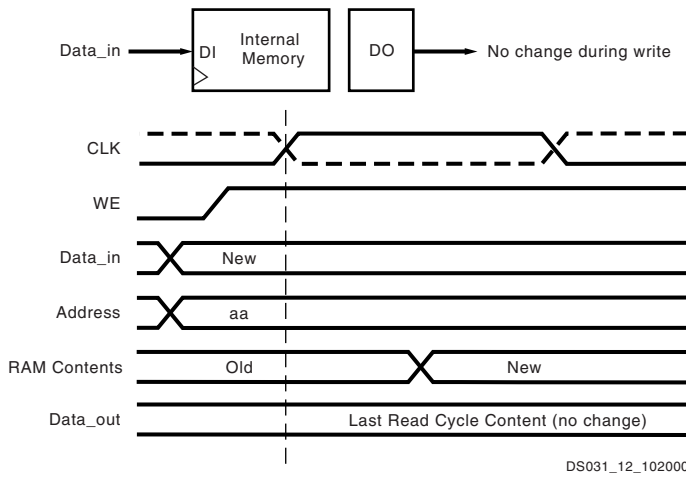 Data_in
DI
Internal
Memory
DO
No change during write
CLK
WE
Data_in
New
Address
aa
RAM Contents
Old
New
Data_out
Last Read Cycle Content (no change)
DS031_12_102000